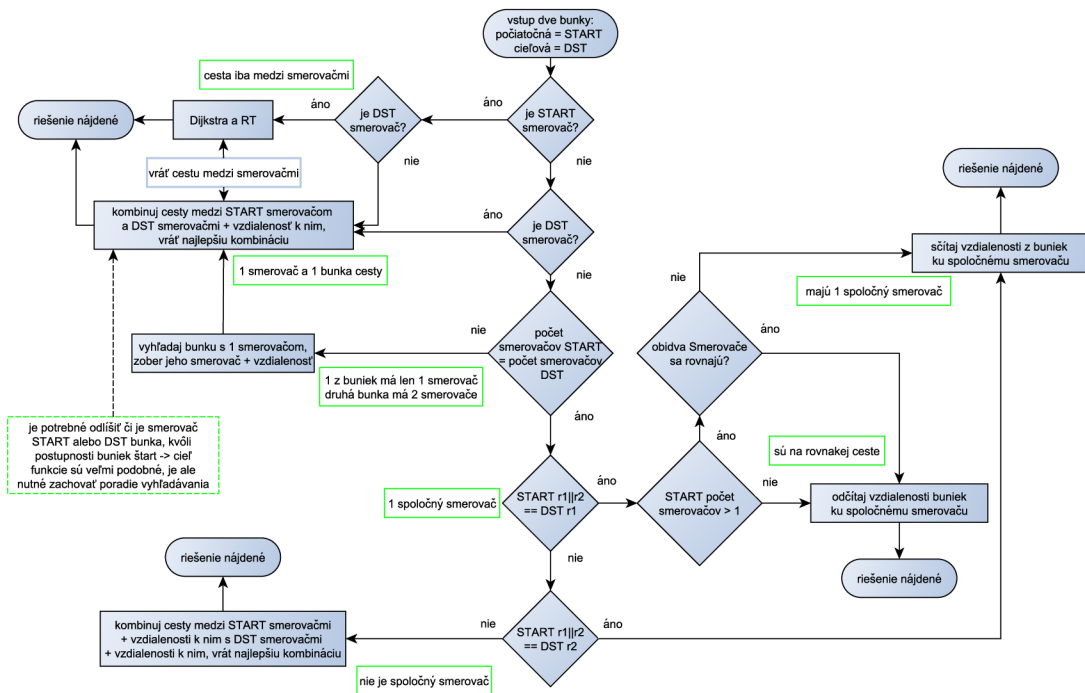 vstup dve bunky:
počiatočná = START
cieľová = DST
cesta iba medzi smerovačmi
riešenie nájdené
Dijkstra a RT
áno
je DST
smerovač?
áno
je START
smerovač?
nie
nie
vráť cestu medzi smerovačmi
kombinuj cesty medzi START smerovačom
a DST smerovačmi + vzdialenosť k nim,
vráť najlepšiu kombináciu
áno
je DST
smerovač?
nie
riešenie nájdené
sčítaj vzdialenosti z buniek
ku spoločnému smerovaču
nie
majú 1 spoločný smerovač
1 smerovač a 1 bunka cesty
vyhľadaj bunku s 1 smerovačom,
zober jeho smerovač + vzdialenosť
nie
počet
smerovačov START
= počet smerovačov
DST
obidva Smerovače
sa rovnajú?
áno
1 z buniek má len 1 smerovač
druhá bunka má 2 smerovače
áno
áno
je potrebné odlíšiť či je smerovač
START alebo DST bunka, kvôli
postupnosti buniek štart -> cieľ
funkcie sú veľmi podobné, je ale
nutné zachovať poradie vyhľadávania
sú na rovnakej ceste
1 spoločný smerovač
START r1||r2
== DST r1
áno
START počet
smerovačov > 1
nie
odčítaj vzdialenosti buniek
ku spoločnému smerovaču
nie
riešenie nájdené
riešenie nájdené
kombinuj cesty medzi START smerovačmi
+ vzdialenosti k nim s DST smerovačmi
+ vzdialenosti k nim, vrát najlepšiu kombináciu
nie
START r1||r2
== DST r2
áno
nie je spoločný smerovač